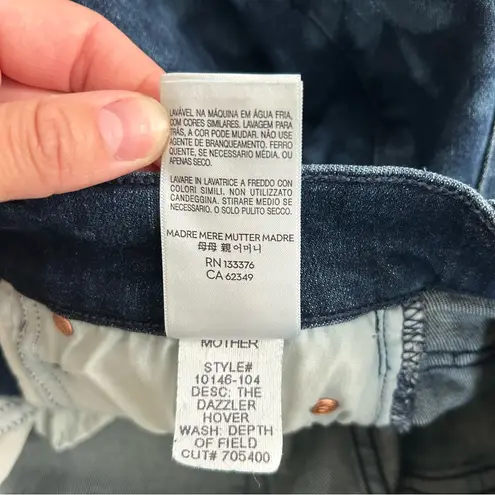 LAVÁVEL NA MÁQUINA EM ÁGUA FRIA,
COM CORES SIMILARES. LAVAGEM PARA
TRÁS, A COR PODE MUDAR. NÃO USE
AGENTE DE BRANQUEAMENTO. FERRO
QUENTE, SE NECESSARIO MÉDIA. OU
APENAS SECO.
LAVARE IN LAVATRICE A FREDDO CON
COLORI SIMILI. NON UTILIZZATO
CANDEGGINA. STIRARE MEDIO SE
NECESSARIO. O SOLO PULITO SECCO.
MADRE MERE MUTTER MADRE
母母親어머니
RN 133376
CA 62349
MOTHER
STYLE#
10146-104
DESC: THE
DAZZLER
HOVER
WASH: DEPTH
OF FIELD
CUT# 705400